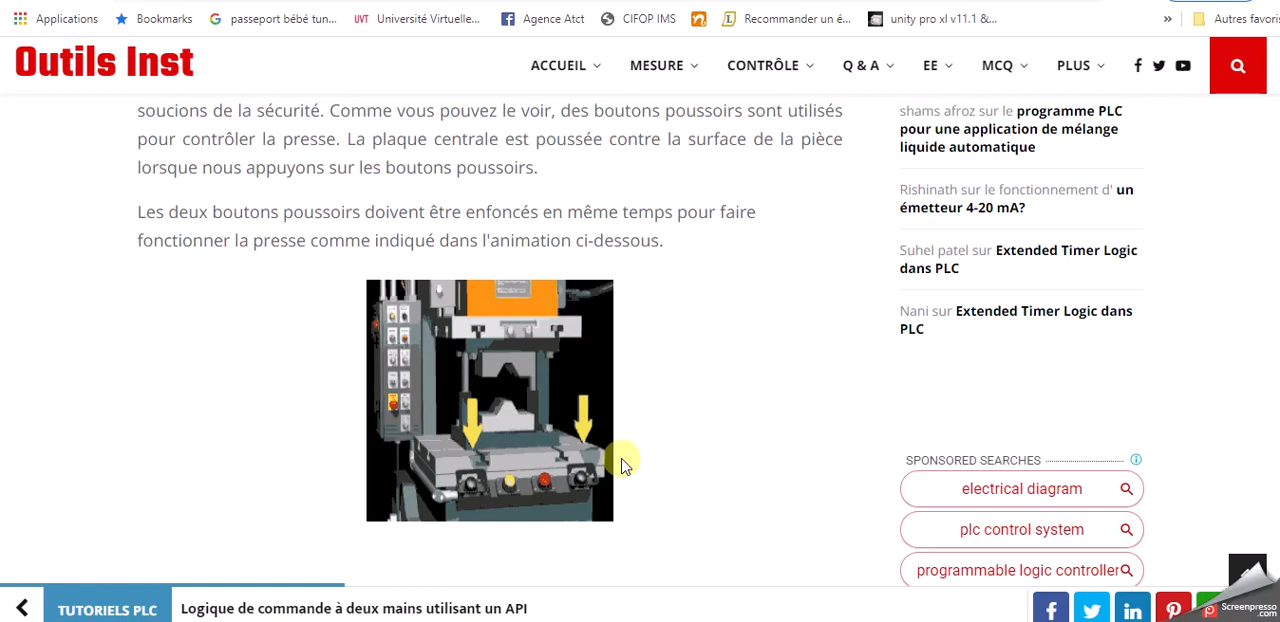 Applications
Bookmarks
passeport bébé tun...
UVT Université Virtuelle...
Agence Atct
CIFOP IMS
Recommander un é...
unity pro xl v11.1 &...
»
Autres favoris
Outils Inst
ACCUEIL
MESURE
CONTRÔLE
Q & A
EE
MCQ
PLUS
soucions de la sécurité. Comme vous pouvez le voir, des boutons poussoirs sont utilisés
pour contrôler la presse. La plaque centrale est poussée contre la surface de la pièce
lorsque nous appuyons sur les boutons poussoirs.
Les deux boutons poussoirs doivent être enfoncés en même temps pour faire
fonctionner la presse comme indiqué dans l'animation ci-dessous.
shams afroz sur le programme PLC
pour une application de mélange
liquide automatique
Rishinath sur le fonctionnement d' un
émetteur 4-20 mA?
Suhel patel sur Extended Timer Logic
dans PLC
Nani sur Extended Timer Logic dans
PLC
SPONSORED SEARCHES
electrical diagram
plc control system
programmable logic controller
TUTORIELS PLC
Logique de commande à deux mains utilisant un API
Screenpresso
.com